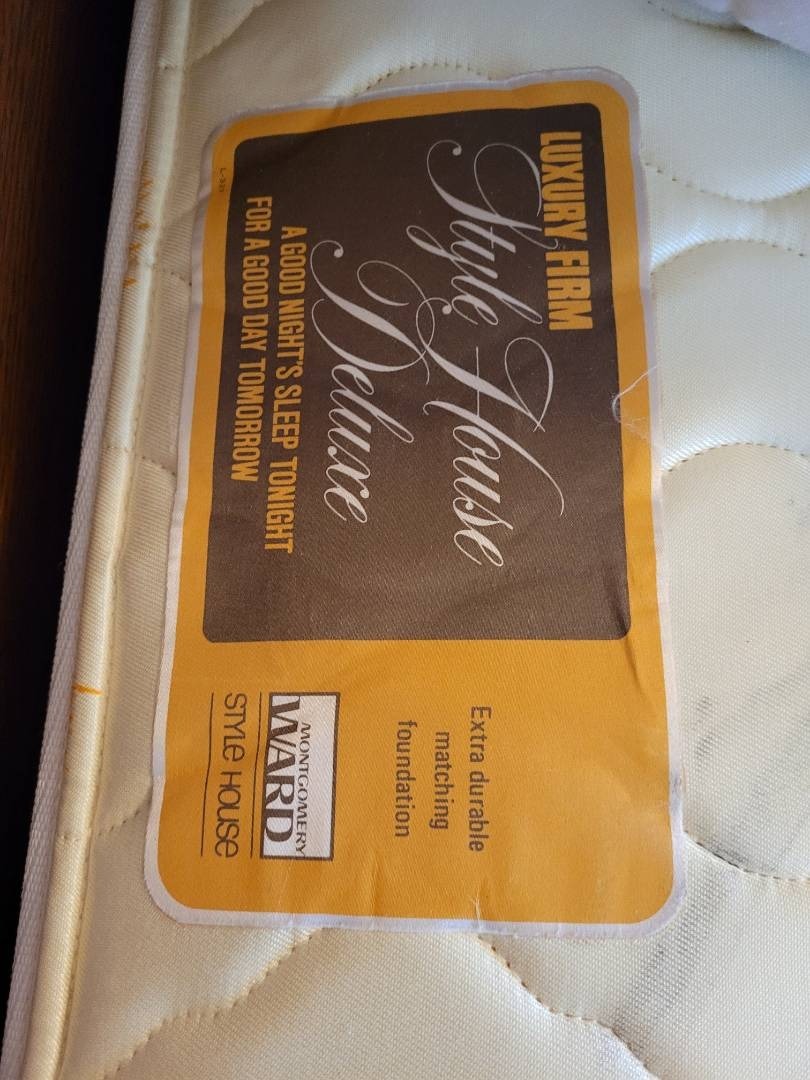 LUXURY FIRM
Style House
Deluxe
A GOOD NIGHT'S SLEEP TONIGHT
FOR A GOOD DAY TOMORROW
Extra durable
matching
foundation
MONTGOMERY
WARD
STYLE HOUSE